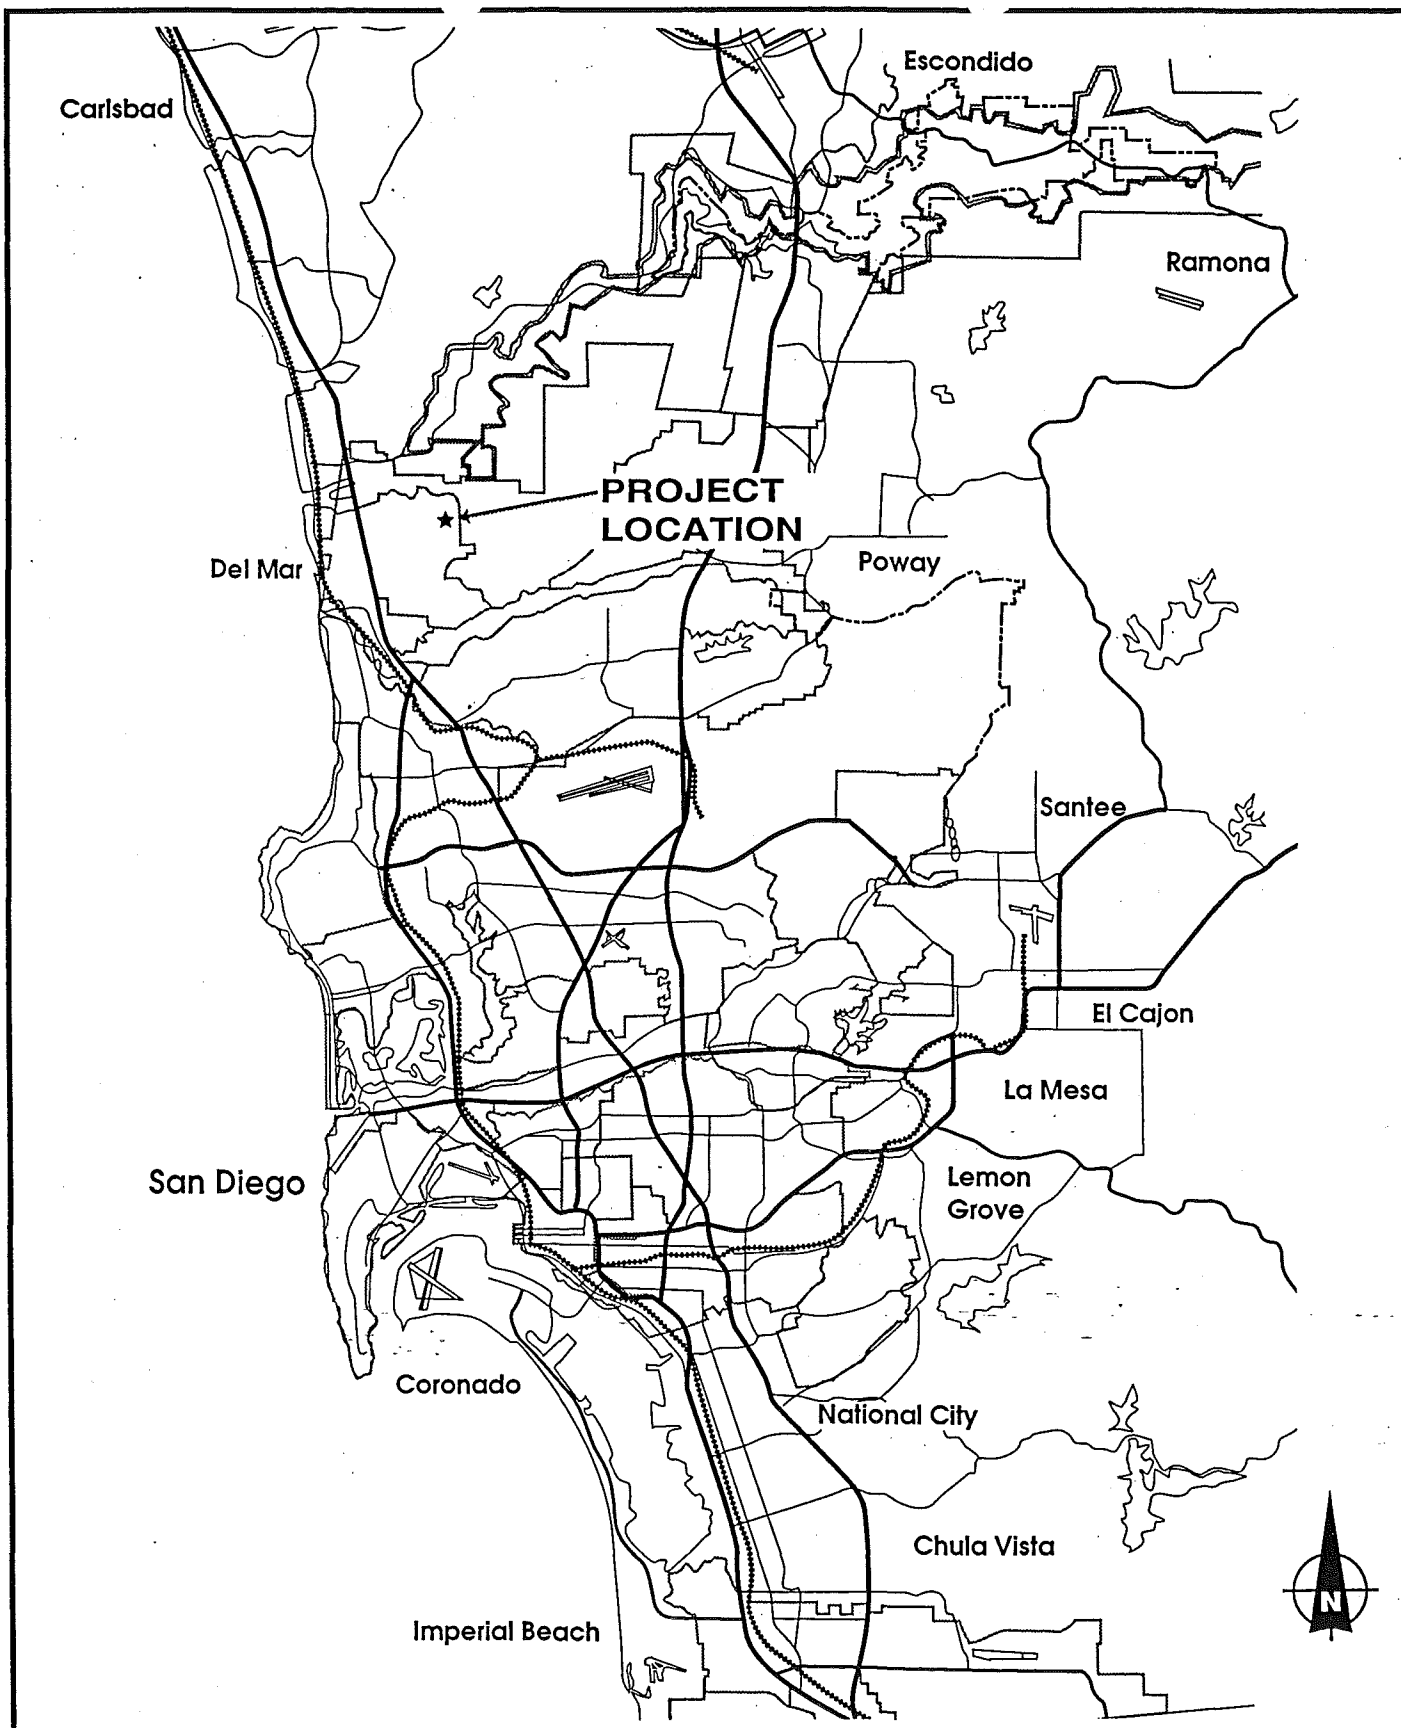 Escondido
Carlsbad
Ramona
PROJECT
LOCATION
Del Mar
Poway
Santee
El Cajon
La Mesa
San Diego
Lemon
Grove
Coronado
National City
Chula Vista
Imperial Beach
N